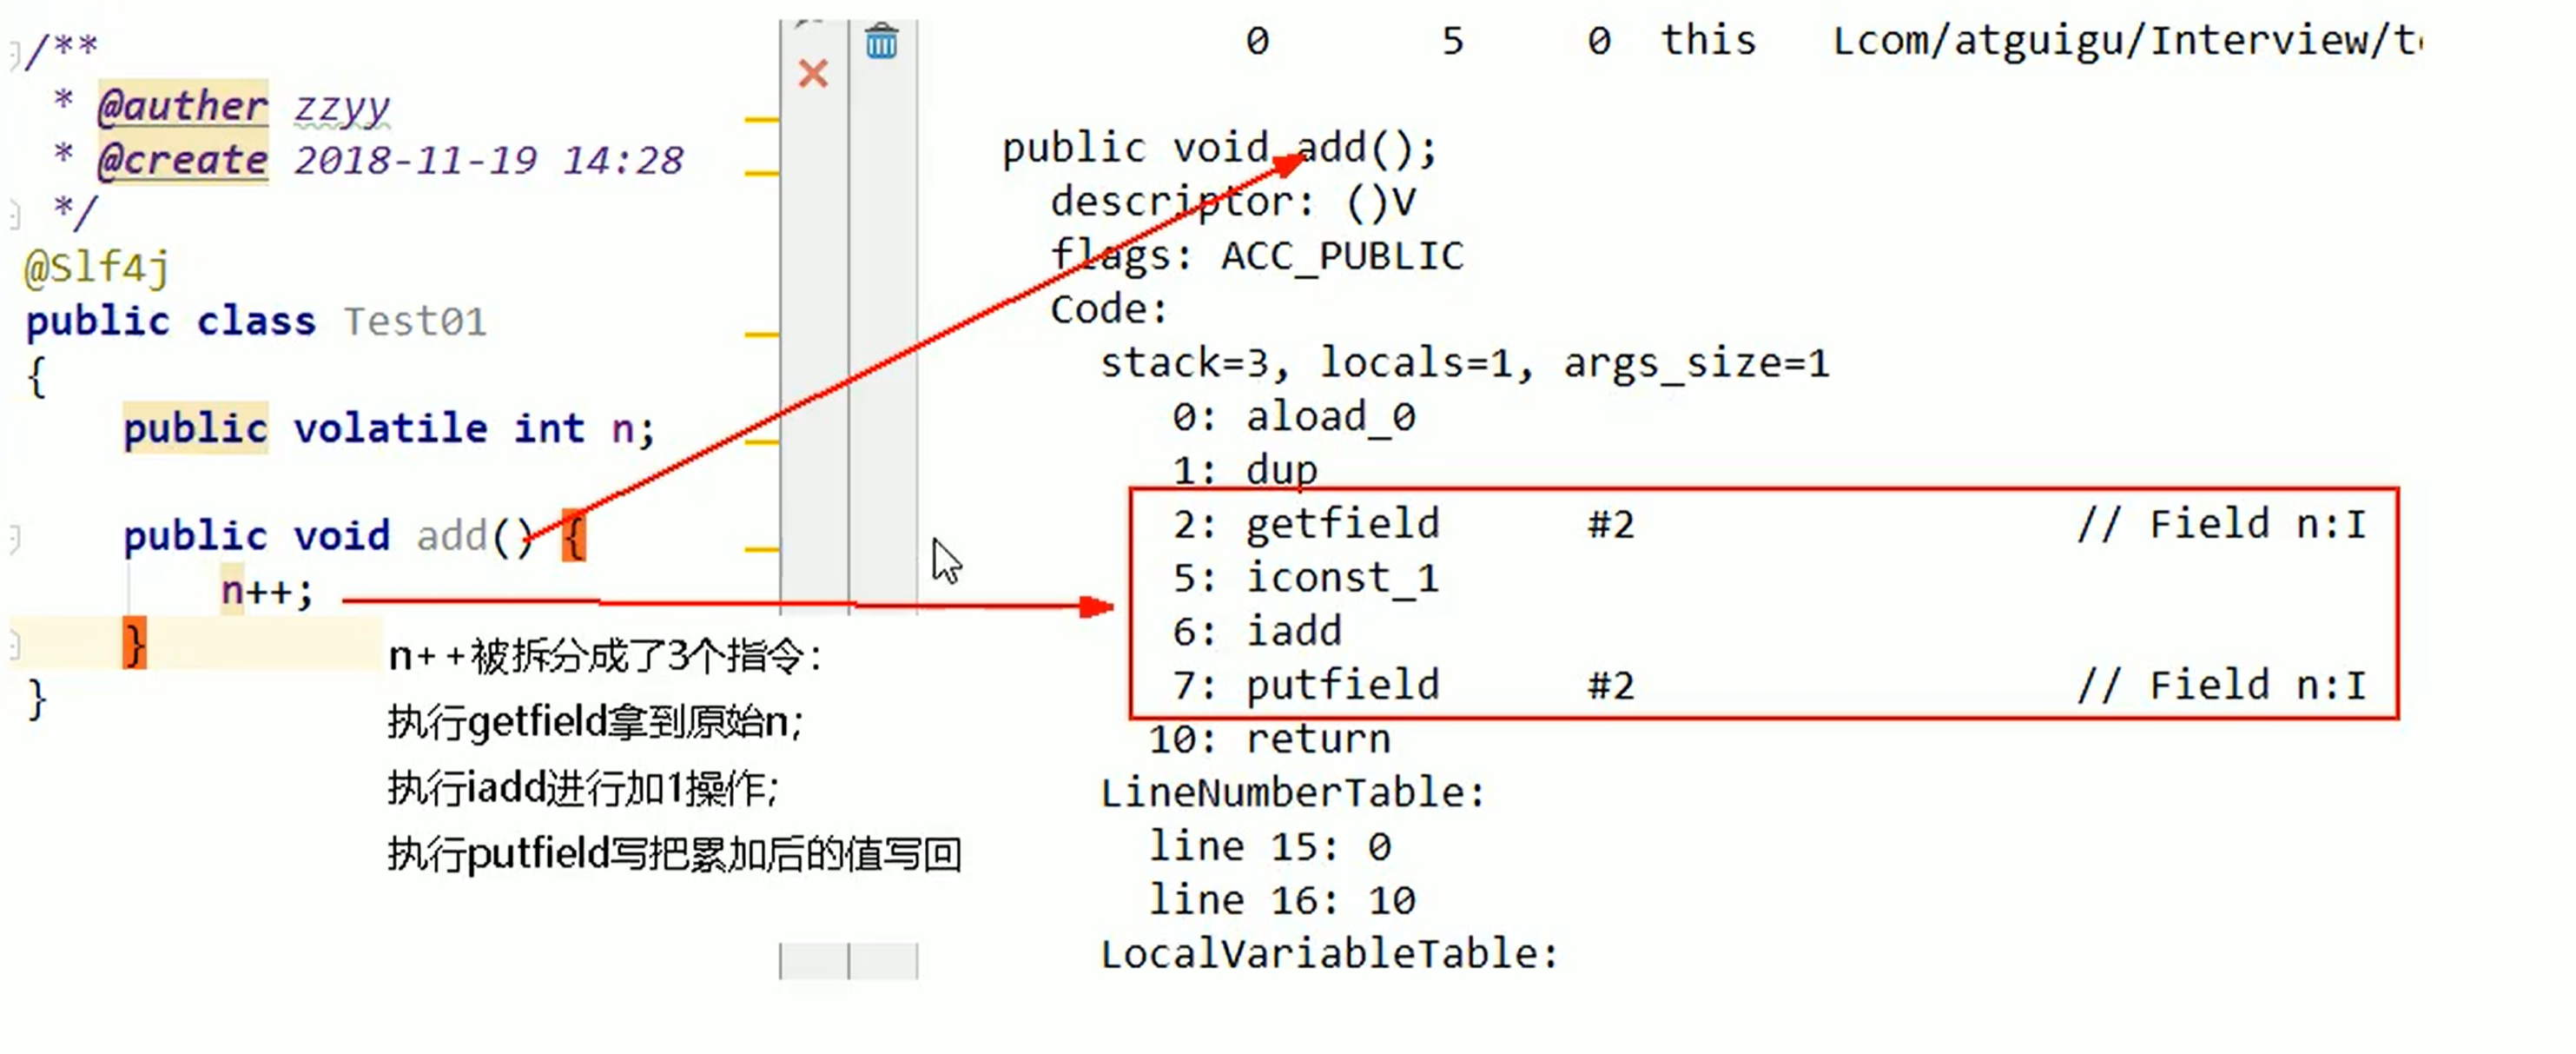 /**
* @auther zzyy
* @create 2018-11-19 14:28
*/
@Slf4j
public class Test01
{
public volatile int n;
public void add() {
n++;
}
}
n++被拆分成了3个指令:
执行getfield拿到原始n;
执行iadd进行加1操作;
执行putfield写把累加后的值写回
0 5 0 this Lcom/atguigu/Interview/
public void add();
descriptor: ()V
flags: ACC_PUBLIC
Code:
stack=3, locals=1, args_size=1
0: aload_0
1: dup
2: getfield #2 // Field n:I
5: iconst_1
6: iadd
7: putfield #2 // Field n:I
10: return
LineNumberTable:
line 15: 0
line 16: 10
LocalVariableTable: